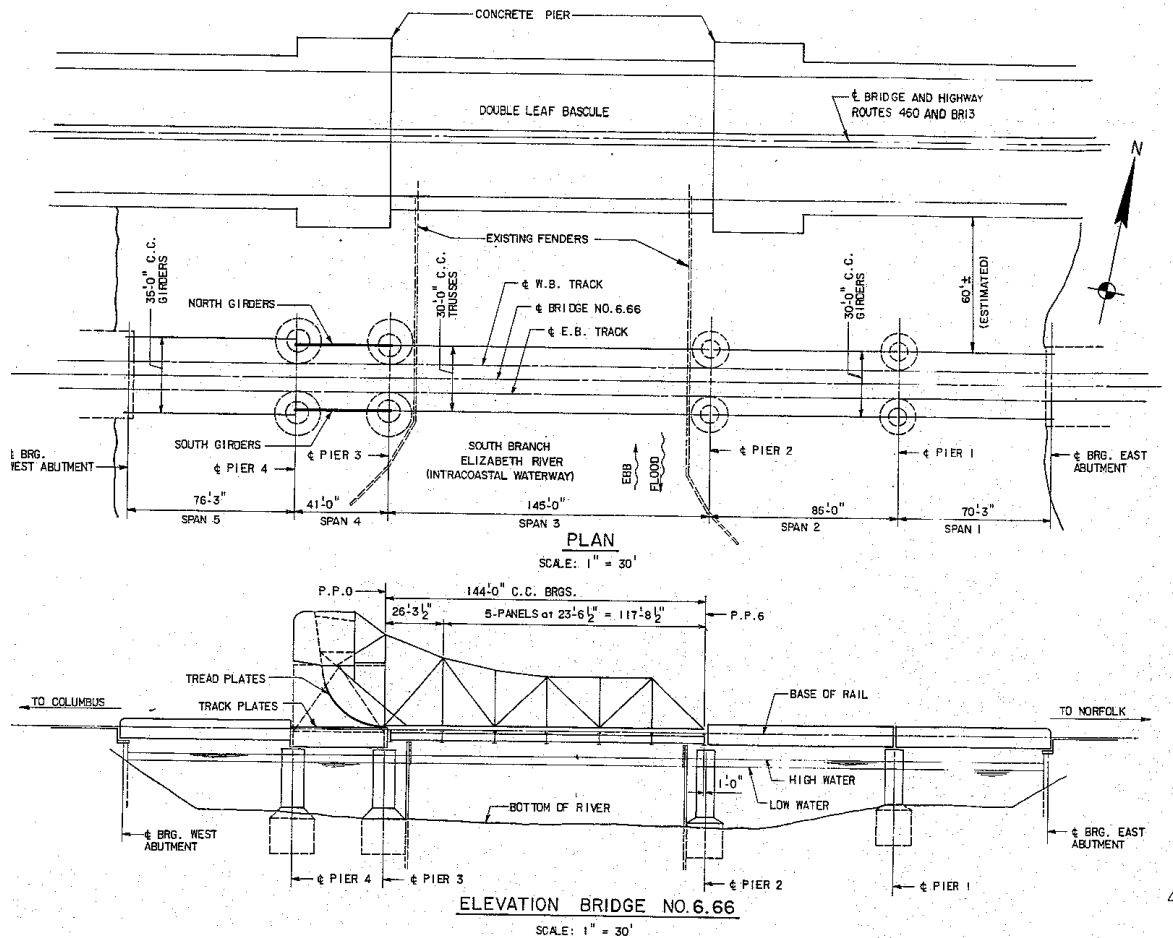 CONCRETE PIER
DOUBLE LEAF BASCULE
℄ BRIDGE AND HIGHWAY
ROUTES 460 AND BR13
N
EXISTING FENDERS
35'-0" C.C.
GIRDERS
NORTH GIRDERS
30'-0" C.C.
TRUSSES
℄ W.B. TRACK
℄ BRIDGE NO.6.66
℄ E.B. TRACK
30'-0" C.C.
GIRDERS
60'±
(ESTIMATED)
SOUTH GIRDERS
℄ PIER 3
℄ PIER 4
SOUTH BRANCH
ELIZABETH RIVER
(INTRACOASTAL WATERWAY)
EBB
FLOOD
℄ PIER 2
℄ PIER 1
℄ BRG.
WEST ABUTMENT
℄ BRG. EAST
ABUTMENT
76'-3"
SPAN 5
41'-0"
SPAN 4
145'-0"
SPAN 3
86'-0"
SPAN 2
70'-3"
SPAN 1
PLAN
SCALE: 1" = 30'
P.P.0
144'-0" C.C. BRGS.
26'-3½"
5-PANELS at 23'-6½" = 117'-8½"
P.P.6
TREAD PLATES
TRACK PLATES
BASE OF RAIL
TO COLUMBUS
TO NORFOLK
1'-0"
HIGH WATER
LOW WATER
BOTTOM OF RIVER
℄ BRG. WEST
ABUTMENT
℄ BRG. EAST
ABUTMENT
℄ PIER 4
℄ PIER 3
℄ PIER 2
℄ PIER 1
ELEVATION BRIDGE NO.6.66
SCALE: 1" = 30'